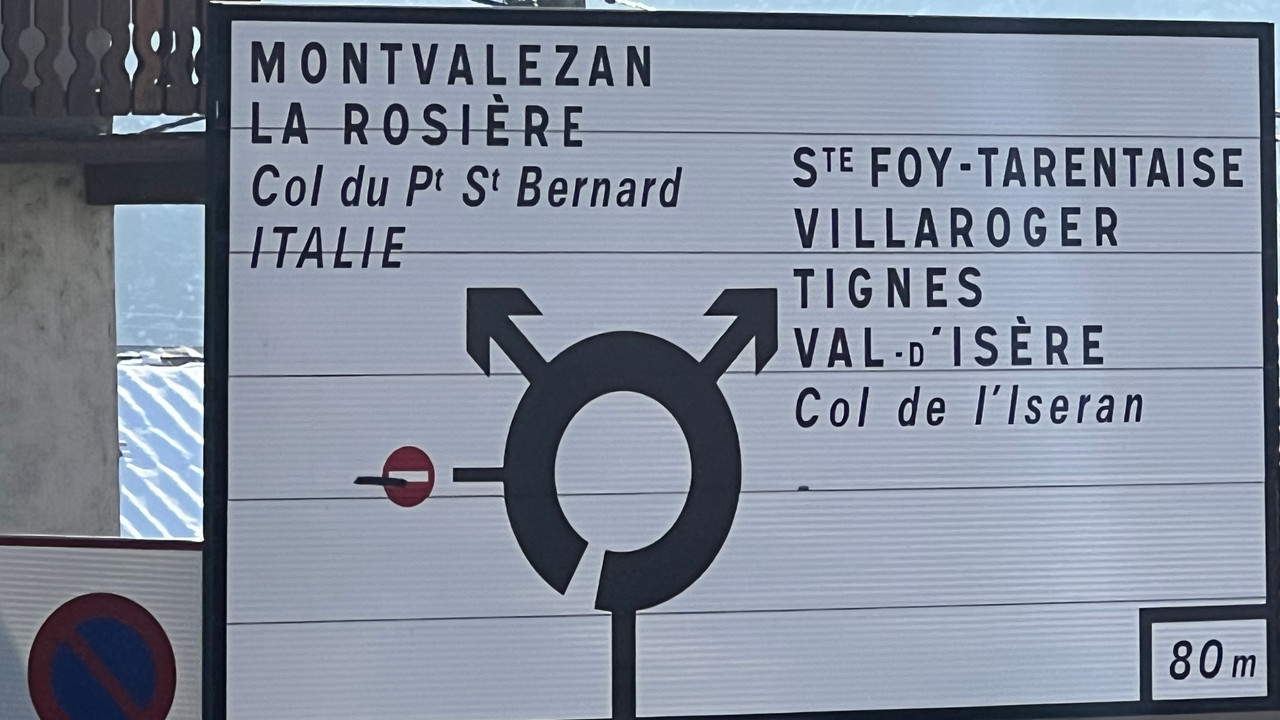 MONTVALEZAN
LA ROSIÈRE
Col du Pt St Bernard
ITALIE
STE FOY-TARENTAISE
VILLAROGER
TIGNES
VAL-D'ISÈRE
Col de l'Iseran
80 m